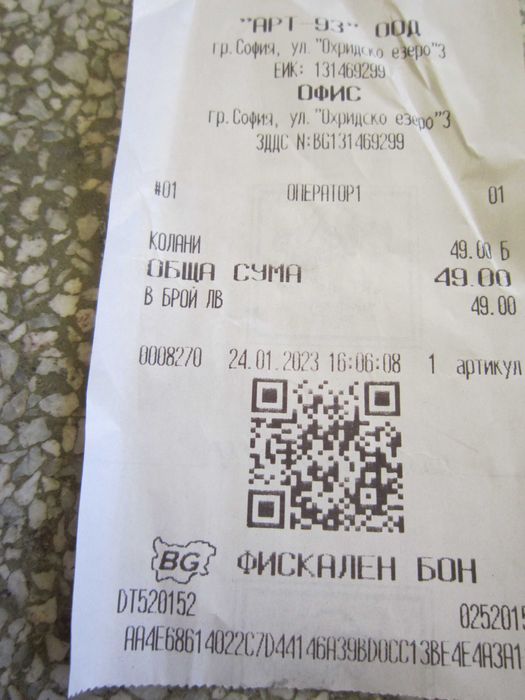 "АРТ-93" ООД
гр.София, ул."Охридско езеро"3
ЕИК: 131469299
ОФИС
гр.София, ул."Охридско езеро"3
ЗДДС N:BG131469299
#01 ОПЕРАТОР1 01
КОЛАНИ 49.00 Б
ОБЩА СУМА 49.00
В БРОЙ ЛВ 49.00
0008270 24.01.2023 16:06:08 1 артикул
BG ФИСКАЛЕН БОН
DT520152 0252015
AA4E68614022C7D44146A39BD0CC13BE4E4A3A1